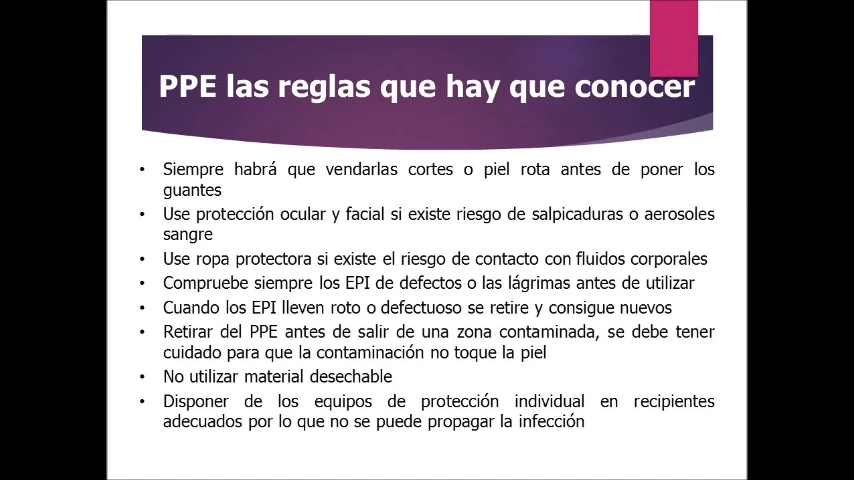 PPE las reglas que hay que conocer
• Siempre habrá que vendarlas cortes o piel rota antes de poner los
guantes
• Use protección ocular y facial si existe riesgo de salpicaduras o aerosoles
sangre
• Use ropa protectora si existe el riesgo de contacto con fluidos corporales
• Compruebe siempre los EPI de defectos o las lágrimas antes de utilizar
• Cuando los EPI lleven roto o defectuoso se retire y consigue nuevos
• Retirar del PPE antes de salir de una zona contaminada, se debe tener
cuidado para que la contaminación no toque la piel
• No utilizar material desechable
• Disponer de los equipos de protección individual en recipientes
adecuados por lo que no se puede propagar la infección